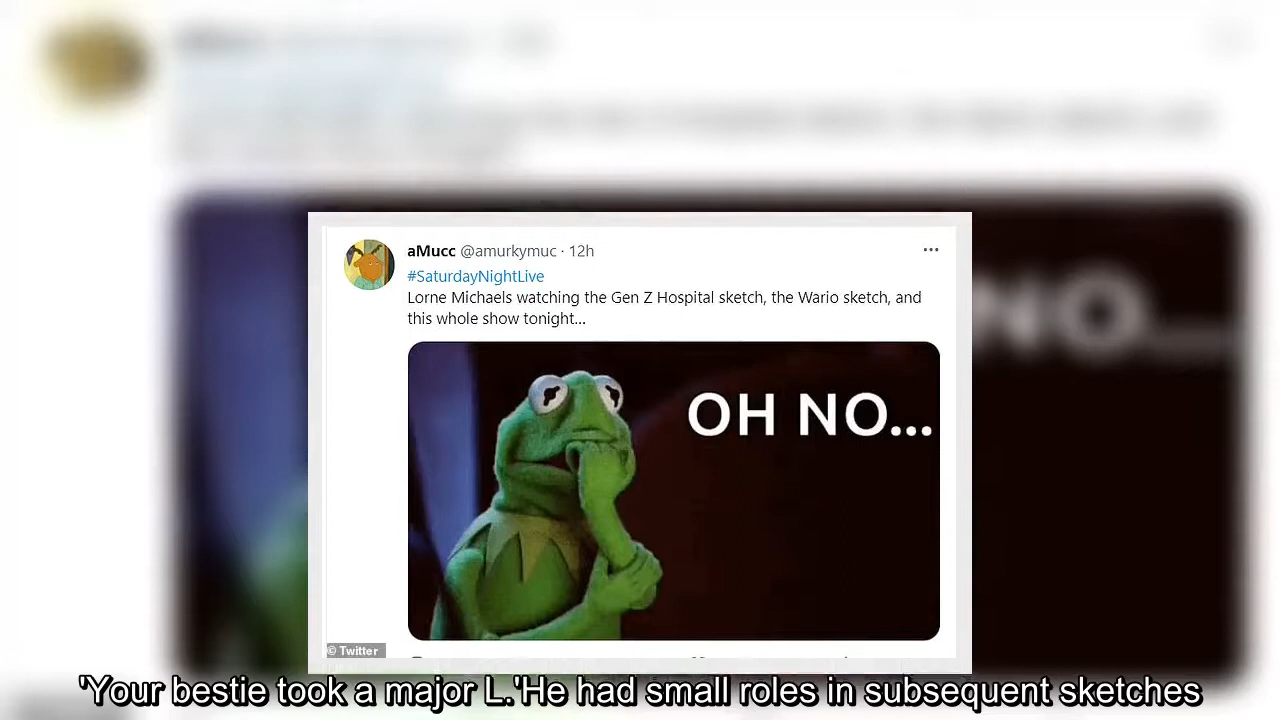 aMucc @amurkymuc · 12h
#SaturdayNightLive
Lorne Michaels watching the Gen Z Hospital sketch, the Wario sketch, and
this whole show tonight...
OH NO...
© Twitter
'Your bestie took a major L.'He had small roles in subsequent sketches